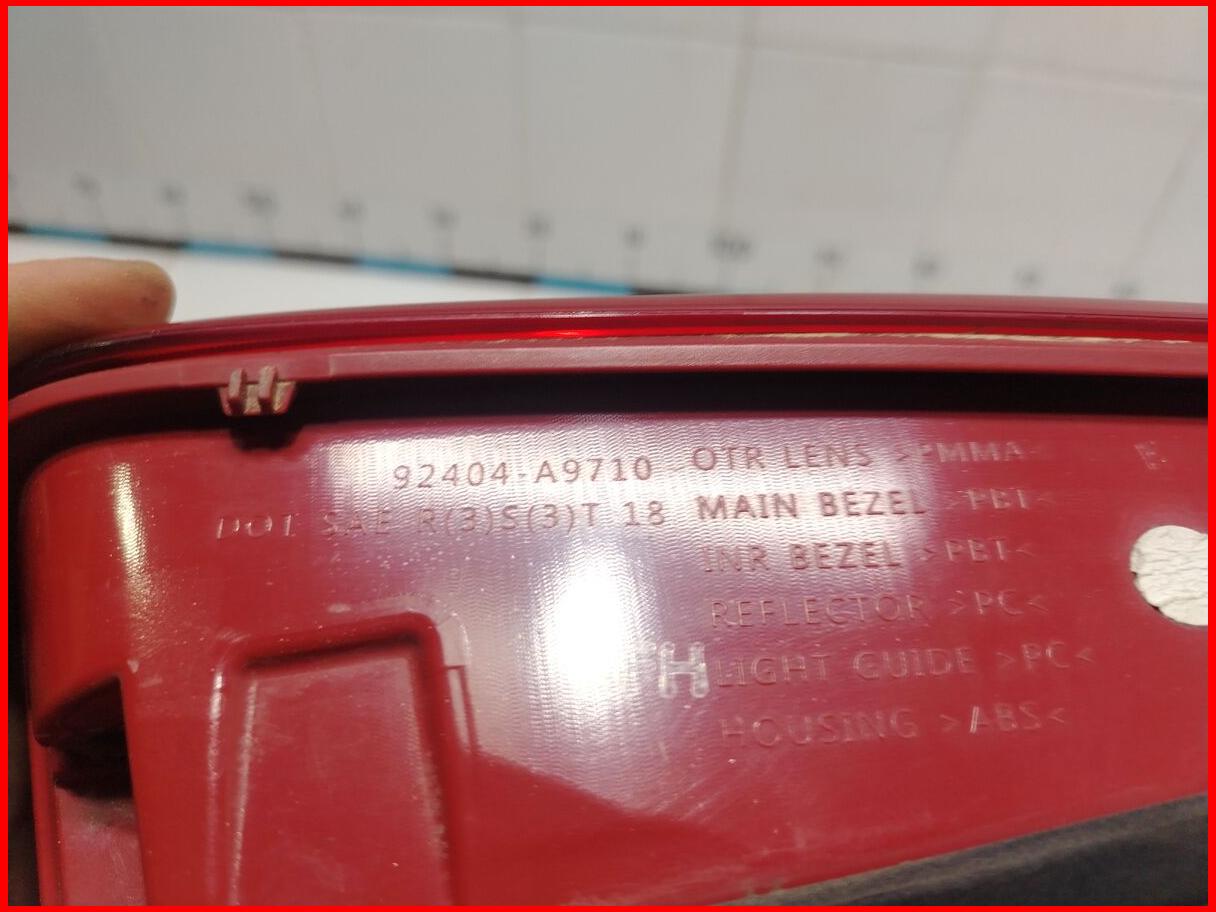 92404-A9710 OTR LENS >PMMA<
DOT SAE R(3)S(3)T 18 MAIN BEZEL >PBT<
INR BEZEL >PBT<
REFLECTOR >PC<
H LIGHT GUIDE >PC<
HOUSING >ABS<